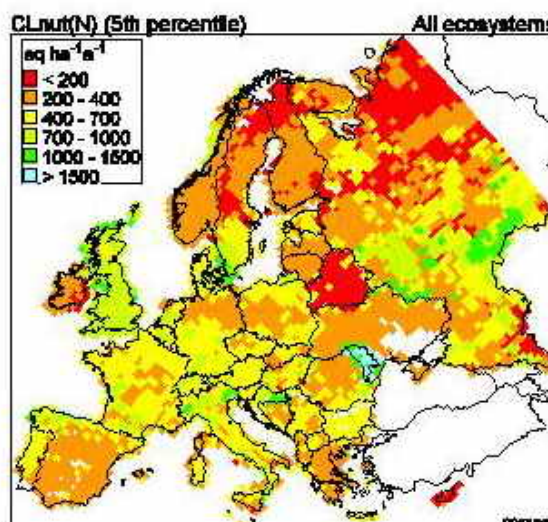 CLnut(N) (5th percentile) All ecosystems
eq ha⁻¹a⁻¹
< 200
200 - 400
400 - 700
700 - 1000
1000 - 1500
> 1500